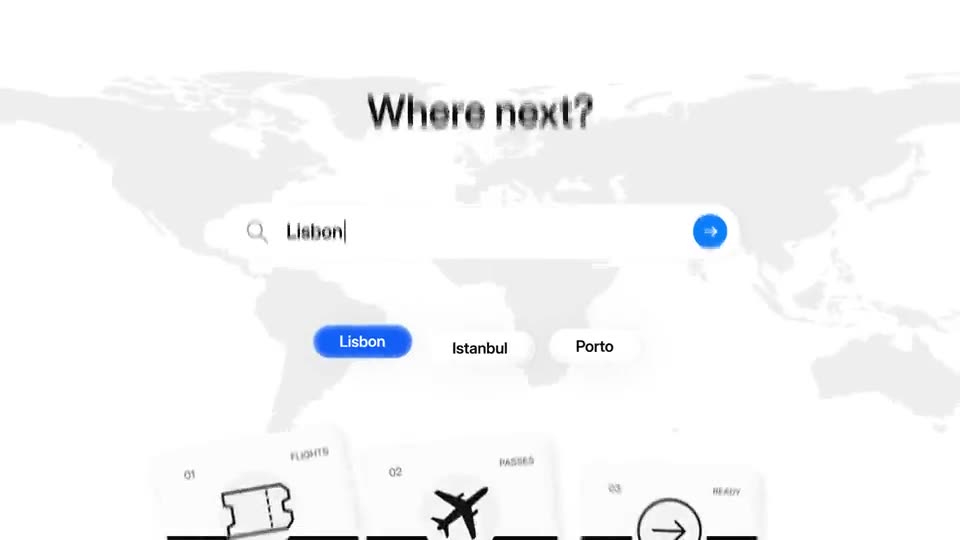 Where next?
Lisbon
Lisbon
Istanbul
Porto
01
FLIGHTS
02
PASSES
03
READY